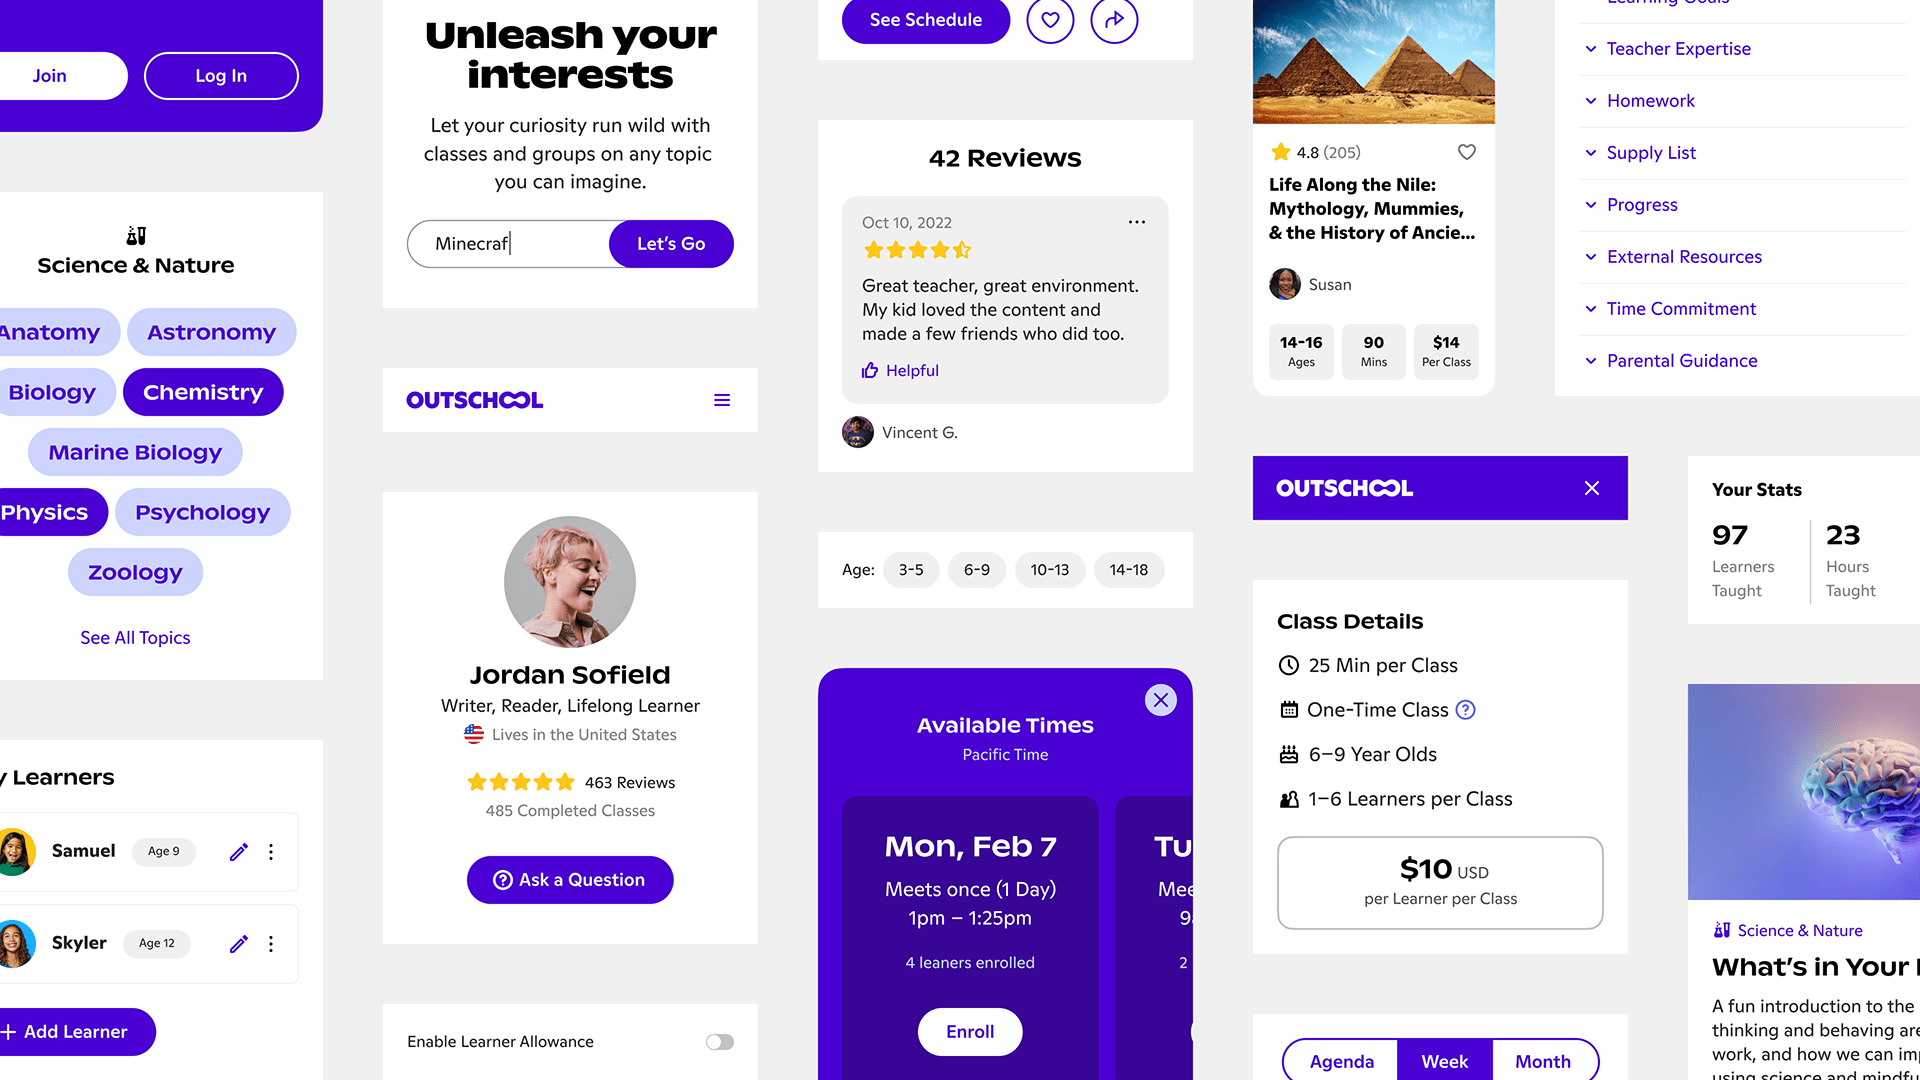 Join
Log In
Science & Nature
Anatomy
Astronomy
Biology
Chemistry
Marine Biology
Physics
Psychology
Zoology
See All Topics
y Learners
Samuel
Age 9
Skyler
Age 12
+ Add Learner
Unleash your
interests
Let your curiosity run wild with
classes and groups on any topic
you can imagine.
Minecraf
Let's Go
OUTSCHOOL
Jordan Sofield
Writer, Reader, Lifelong Learner
Lives in the United States
463 Reviews
485 Completed Classes
Ask a Question
Enable Learner Allowance
See Schedule
42 Reviews
Oct 10, 2022
Great teacher, great environment.
My kid loved the content and
made a few friends who did too.
Helpful
Vincent G.
Age:
3-5
6-9
10-13
14-18
Available Times
Pacific Time
Mon, Feb 7
Meets once (1 Day)
1pm – 1:25pm
4 leaners enrolled
Enroll
Tu
Mee
9
2
4.8 (205)
Life Along the Nile:
Mythology, Mummies,
& the History of Ancie...
Susan
14-16
Ages
90
Mins
$14
Per Class
OUTSCHOOL
Class Details
25 Min per Class
One-Time Class
6–9 Year Olds
1–6 Learners per Class
$10 USD
per Learner per Class
Agenda
Week
Month
Learning Goals
Teacher Expertise
Homework
Supply List
Progress
External Resources
Time Commitment
Parental Guidance
Your Stats
97
Learners
Taught
23
Hours
Taught
Science & Nature
What's in Your
A fun introduction to the
thinking and behaving are
work, and how we can im
using science and mindfu